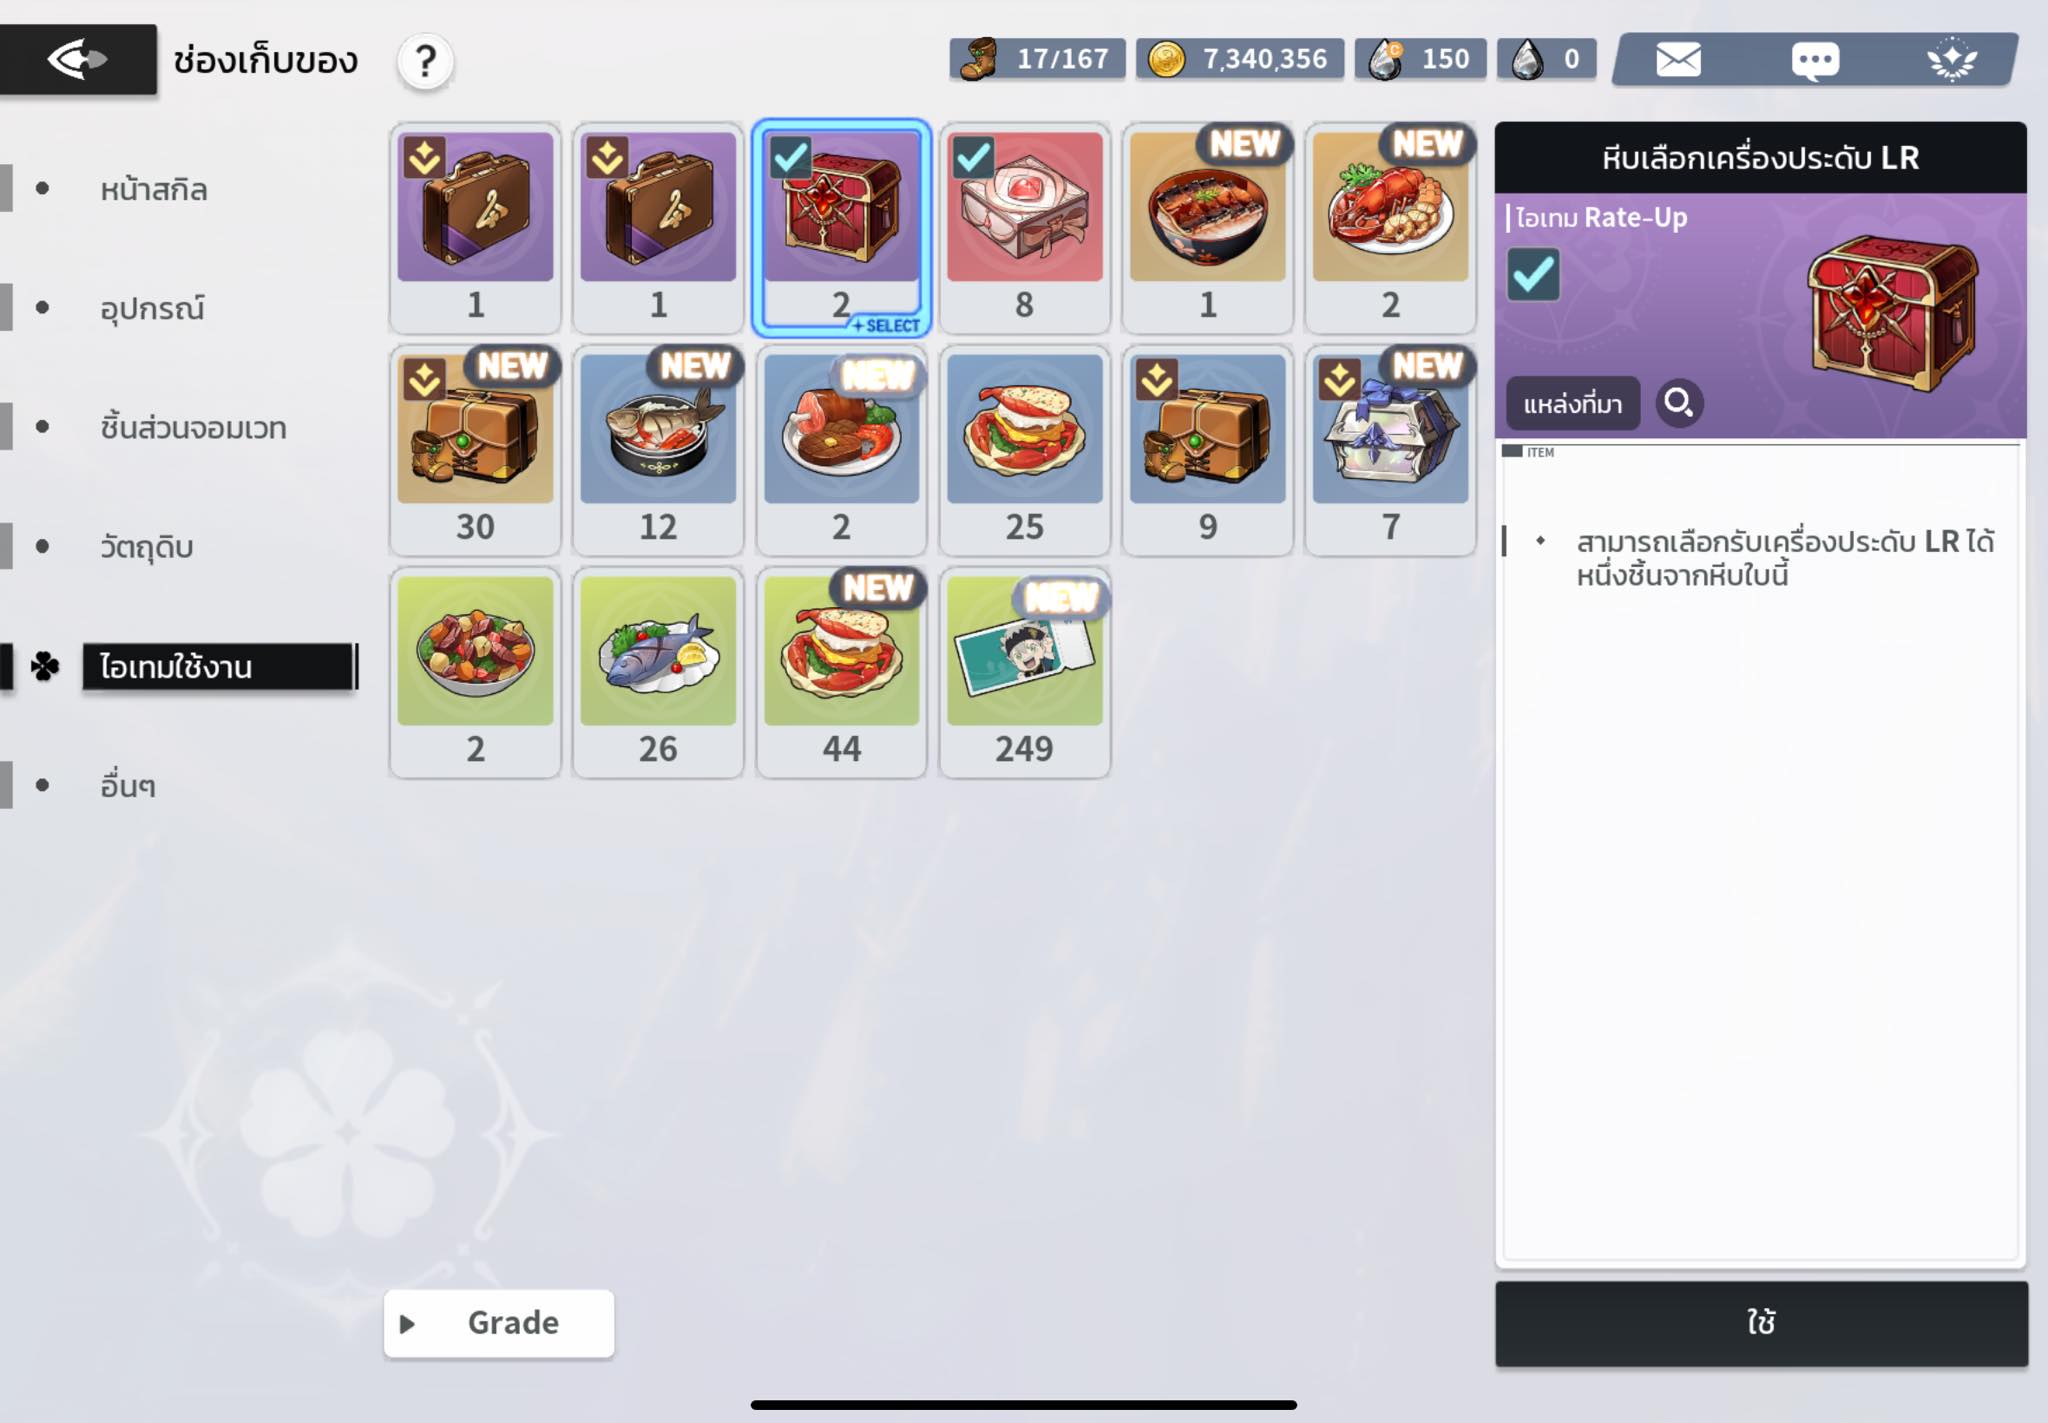 ช่องเก็บของ
?
17/167
7,340,356
150
0
หน้าสกิล
อุปกรณ์
ชิ้นส่วนจอมเวท
วัตถุดิบ
ไอเทมใช้งาน
อื่นๆ
1
1
2
SELECT
8
NEW
1
NEW
2
NEW
30
NEW
12
NEW
2
25
9
NEW
7
2
26
NEW
44
NEW
249
Grade
หีบเลือกเครื่องประดับ LR
ไอเทม Rate-Up
แหล่งที่มา
ITEM
สามารถเลือกรับเครื่องประดับ LR ได้
หนึ่งชิ้นจากหีบใบนี้
ใช้